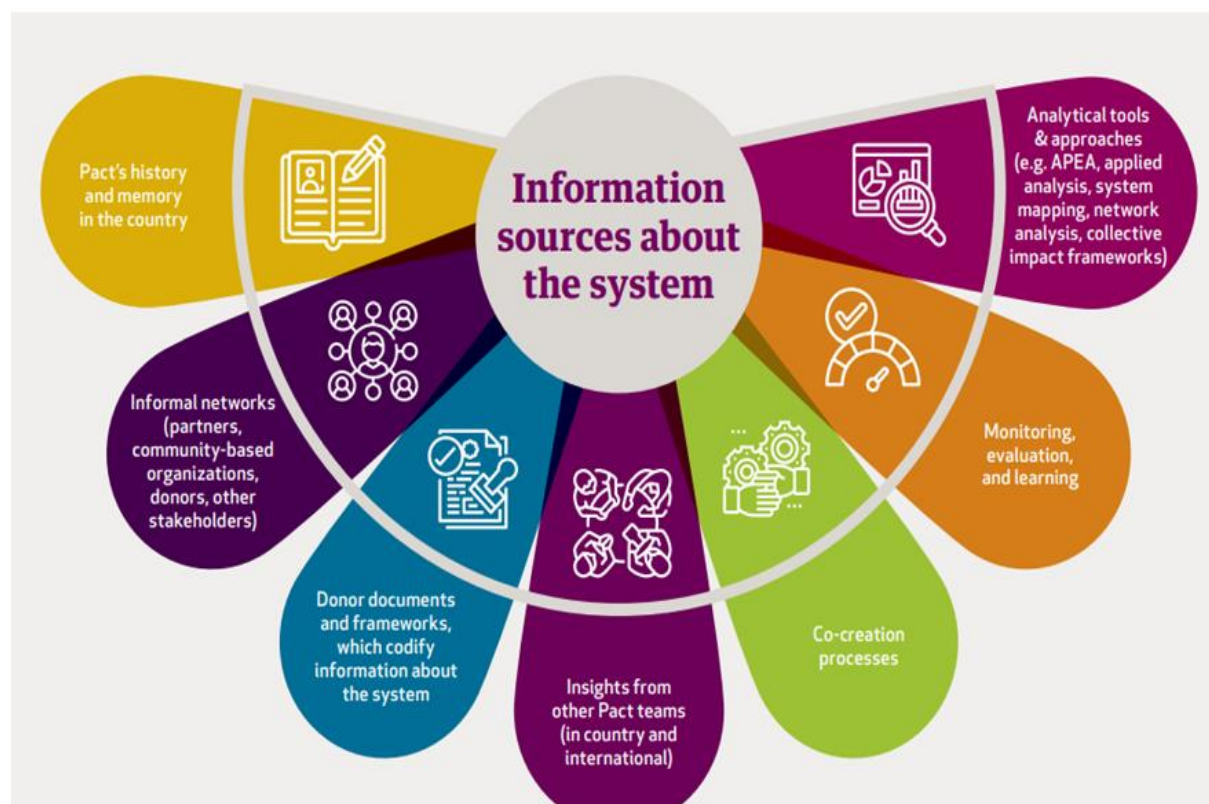 Information
sources about
the system
Pact's history
and memory
in the country
Informal networks
(partners,
community-based
organizations,
donors, other
stakeholders)
Donor documents
and frameworks,
which codify
information about
the system
Insights from
other Pact teams
(in country and
international)
Co-creation
processes
Monitoring,
evaluation,
and learning
Analytical tools
& approaches
(e.g. APEA, applied
analysis, system
mapping, network
analysis, collective
impact frameworks)